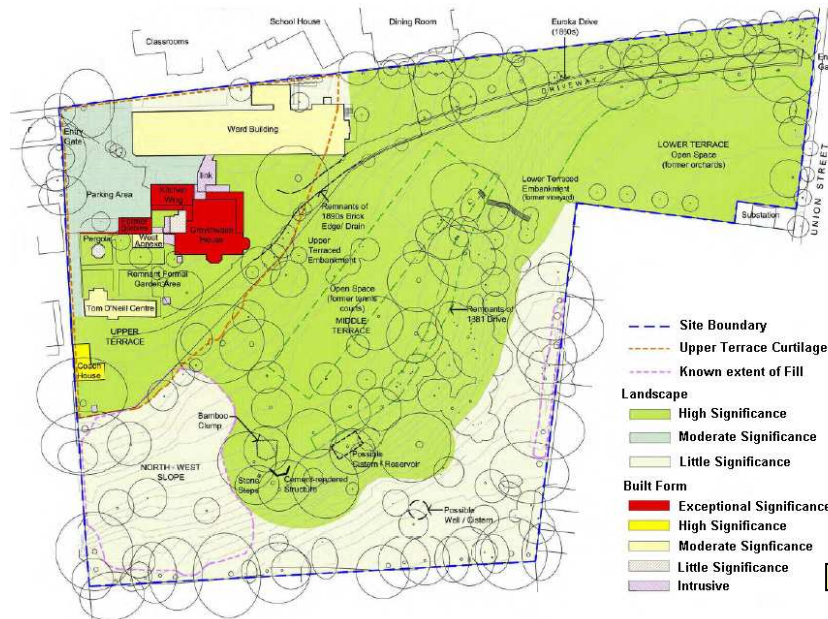 School House
Dining Room
Classrooms
Eureka Drive
(1860s)
DRIVEWAY
Ward Building
Entry
Gate
link
Parking Area
Kitchen
Wing
LOWER TERRACE
Open Space
(former orchards)
UNION STREET
Lower Terraced
Embankment
(former vineyard)
Substation
Remnants of
1890s Brick
Edge/ Drain
House
West
Annexe
Pergola
Upper
Terraced
Embankment
Remnant Formal
Garden Area
Open Space
(former tennis
courts)
MIDDLE
TERRACE
Remnants of
1881 Drive
Tom O'Neill Centre
UPPER
TERRACE
Coach
House
Bamboo
Clump
NORTH - WEST
SLOPE
Stone
Steps
Cement-rendered
Structure
Possible
Cistern / Reservoir
Possible
Well / Cistern
Site Boundary
Upper Terrace Curtilage
Known extent of Fill
Landscape
High Significance
Moderate Significance
Little Significance
Built Form
Exceptional Significance
High Significance
Moderate Signficance
Little Significance
Intrusive